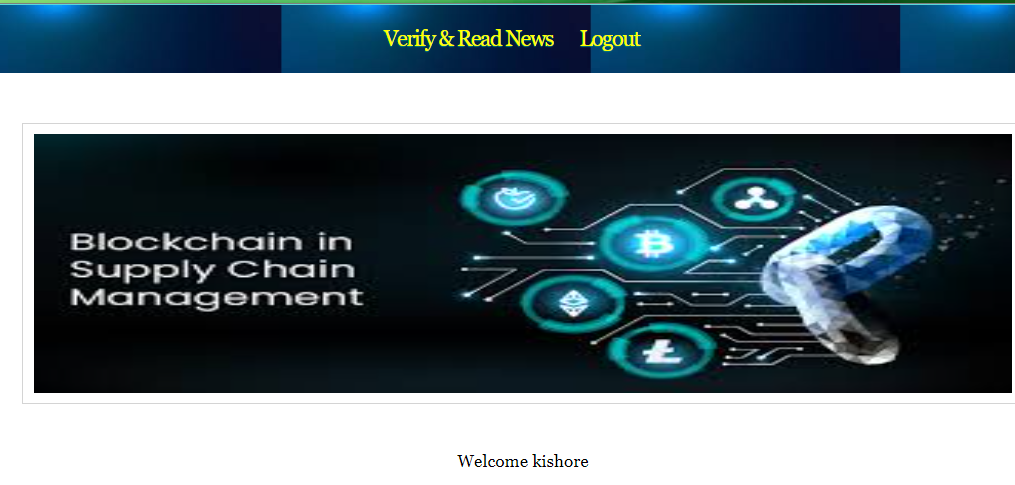 Verify & Read News Logout
Blockchain in
Supply Chain
Management
Welcome kishore